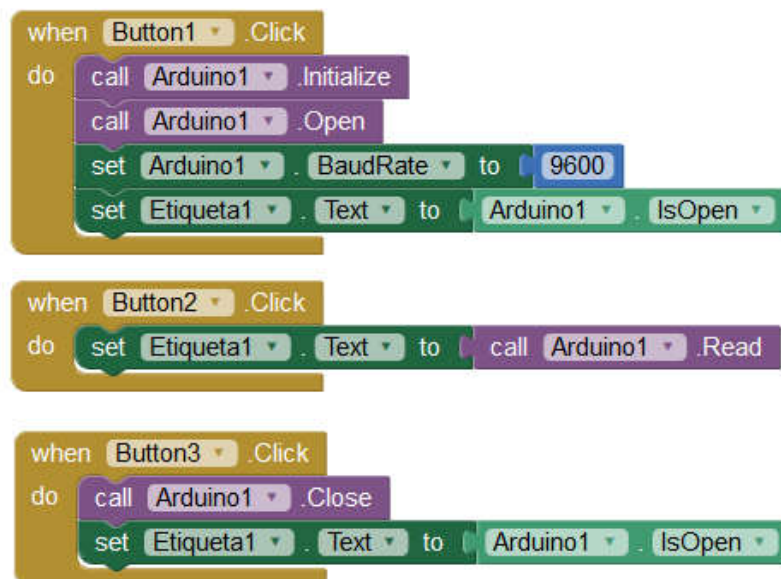 when Button1 .Click
do call Arduino1 .Initialize
call Arduino1 .Open
set Arduino1 . BaudRate to 9600
set Etiqueta1 . Text to Arduino1 . IsOpen
when Button2 .Click
do set Etiqueta1 . Text to call Arduino1 .Read
when Button3 .Click
do call Arduino1 .Close
set Etiqueta1 . Text to Arduino1 . IsOpen